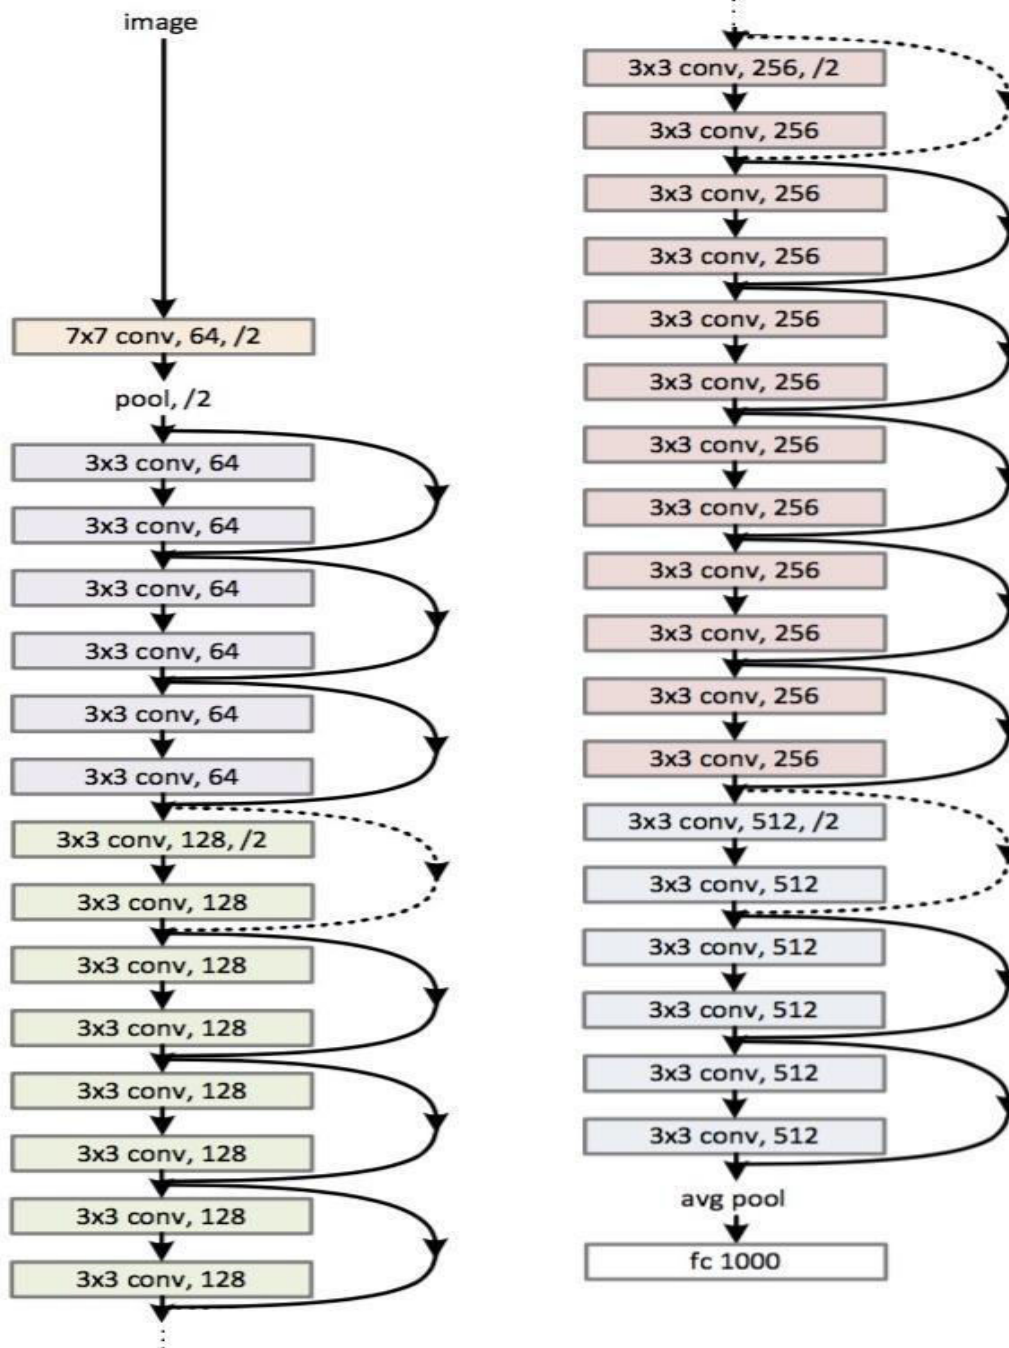 image
7x7 conv, 64, /2
pool, /2
3x3 conv, 64
3x3 conv, 64
3x3 conv, 64
3x3 conv, 64
3x3 conv, 64
3x3 conv, 64
3x3 conv, 128, /2
3x3 conv, 128
3x3 conv, 128
3x3 conv, 128
3x3 conv, 128
3x3 conv, 128
3x3 conv, 128
3x3 conv, 128
3x3 conv, 256, /2
3x3 conv, 256
3x3 conv, 256
3x3 conv, 256
3x3 conv, 256
3x3 conv, 256
3x3 conv, 256
3x3 conv, 256
3x3 conv, 256
3x3 conv, 256
3x3 conv, 256
3x3 conv, 256
3x3 conv, 512, /2
3x3 conv, 512
3x3 conv, 512
3x3 conv, 512
3x3 conv, 512
3x3 conv, 512
avg pool
fc 1000